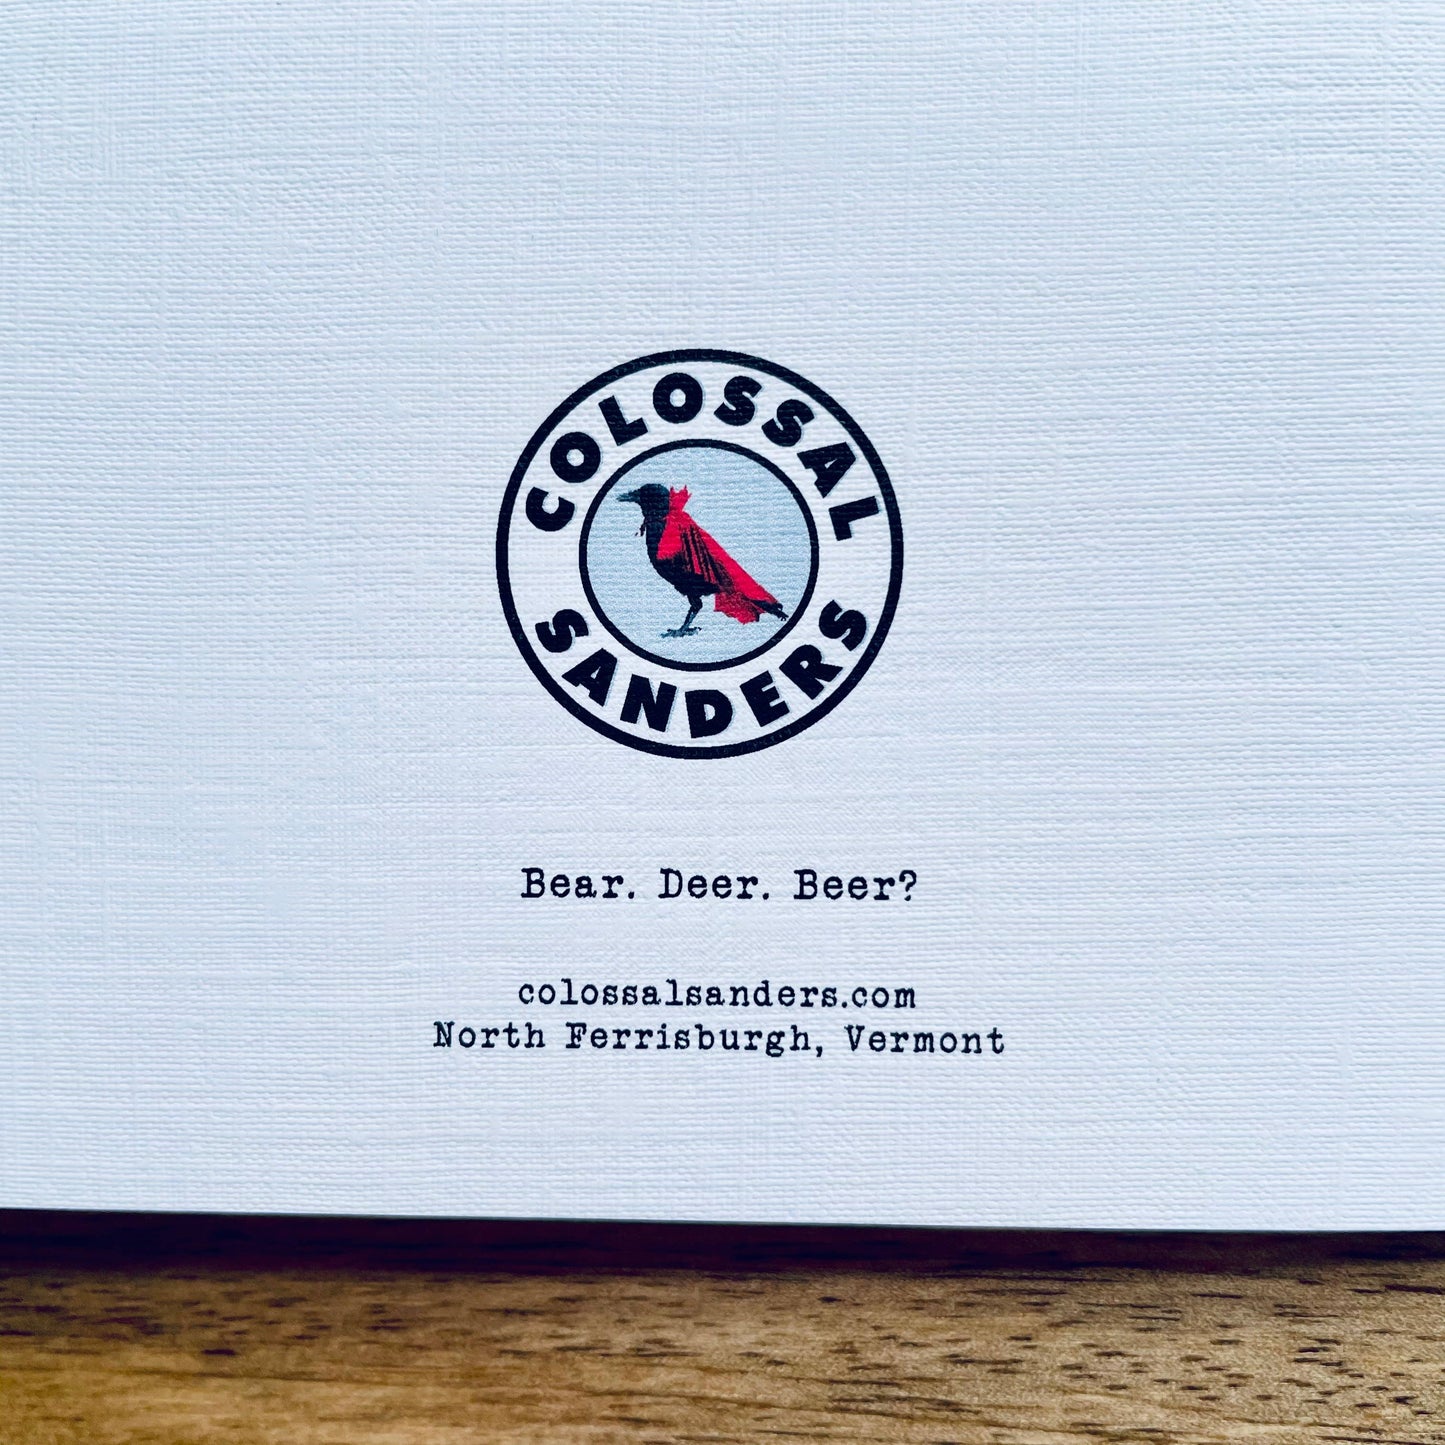 COLOSSAL
SANDERS
Bear. Deer. Beer?
colossalsanders.com
North Ferrisburgh, Vermont